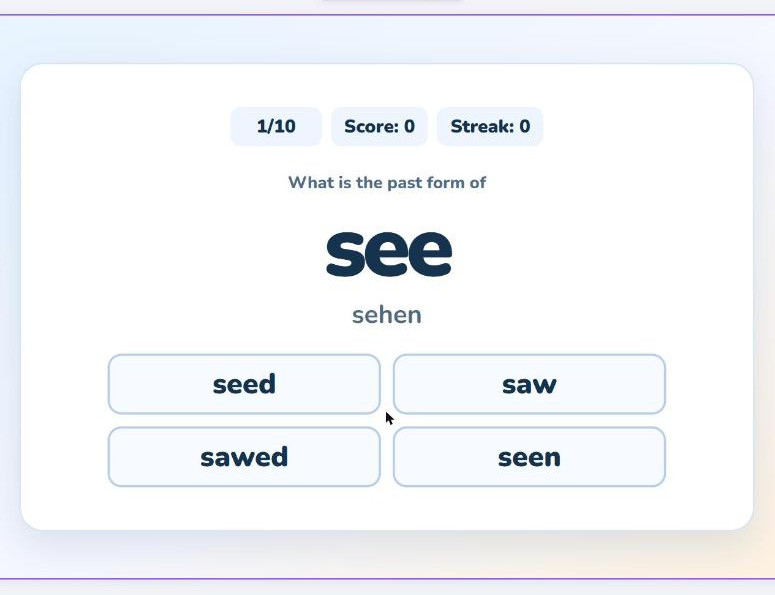 1/10 Score: 0 Streak: 0
What is the past form of
see
sehen
seed saw
sawed seen